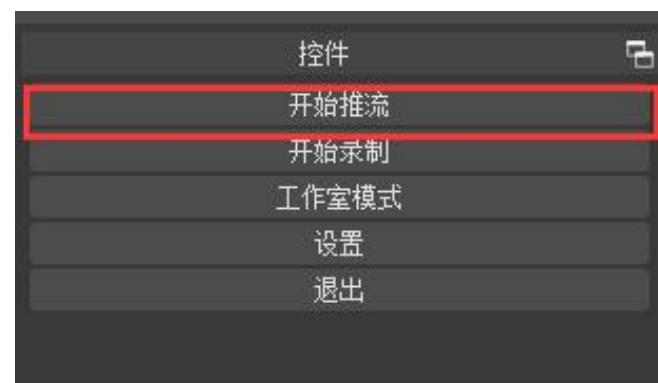 控件
开始推流
开始录制
工作室模式
设置
退出